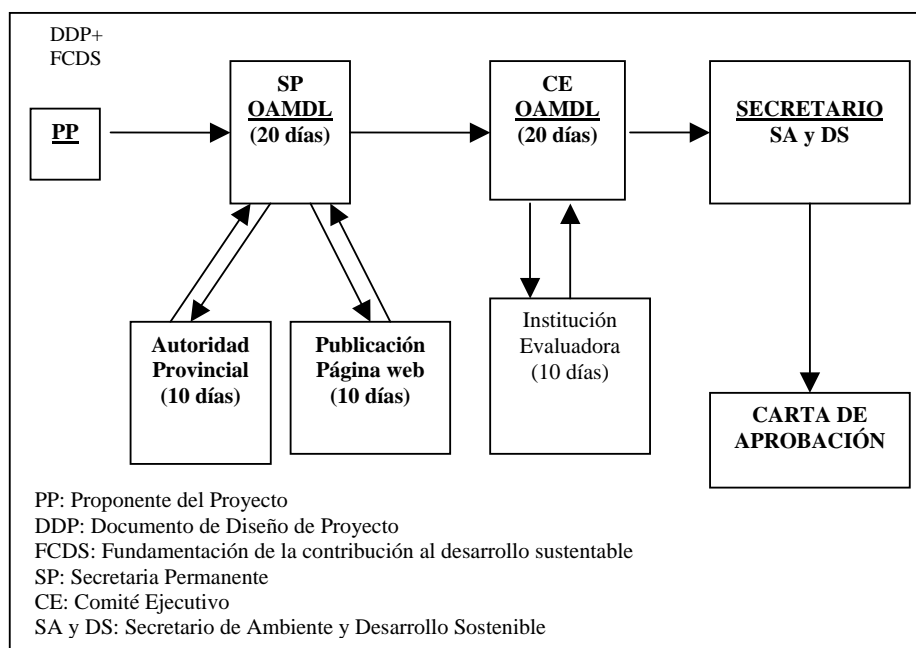 DDP+
FCDS
PP
SP
OAMDL
(20 días)
CE
OAMDL
(20 días)
SECRETARIO
SA y DS
Autoridad
Provincial
(10 días)
Publicación
Página web
(10 días)
Institución
Evaluadora
(10 días)
CARTA DE
APROBACIÓN
PP: Proponente del Proyecto
DDP: Documento de Diseño de Proyecto
FCDS: Fundamentación de la contribución al desarrollo sustentable
SP: Secretaria Permanente
CE: Comité Ejecutivo
SA y DS: Secretario de Ambiente y Desarrollo Sostenible